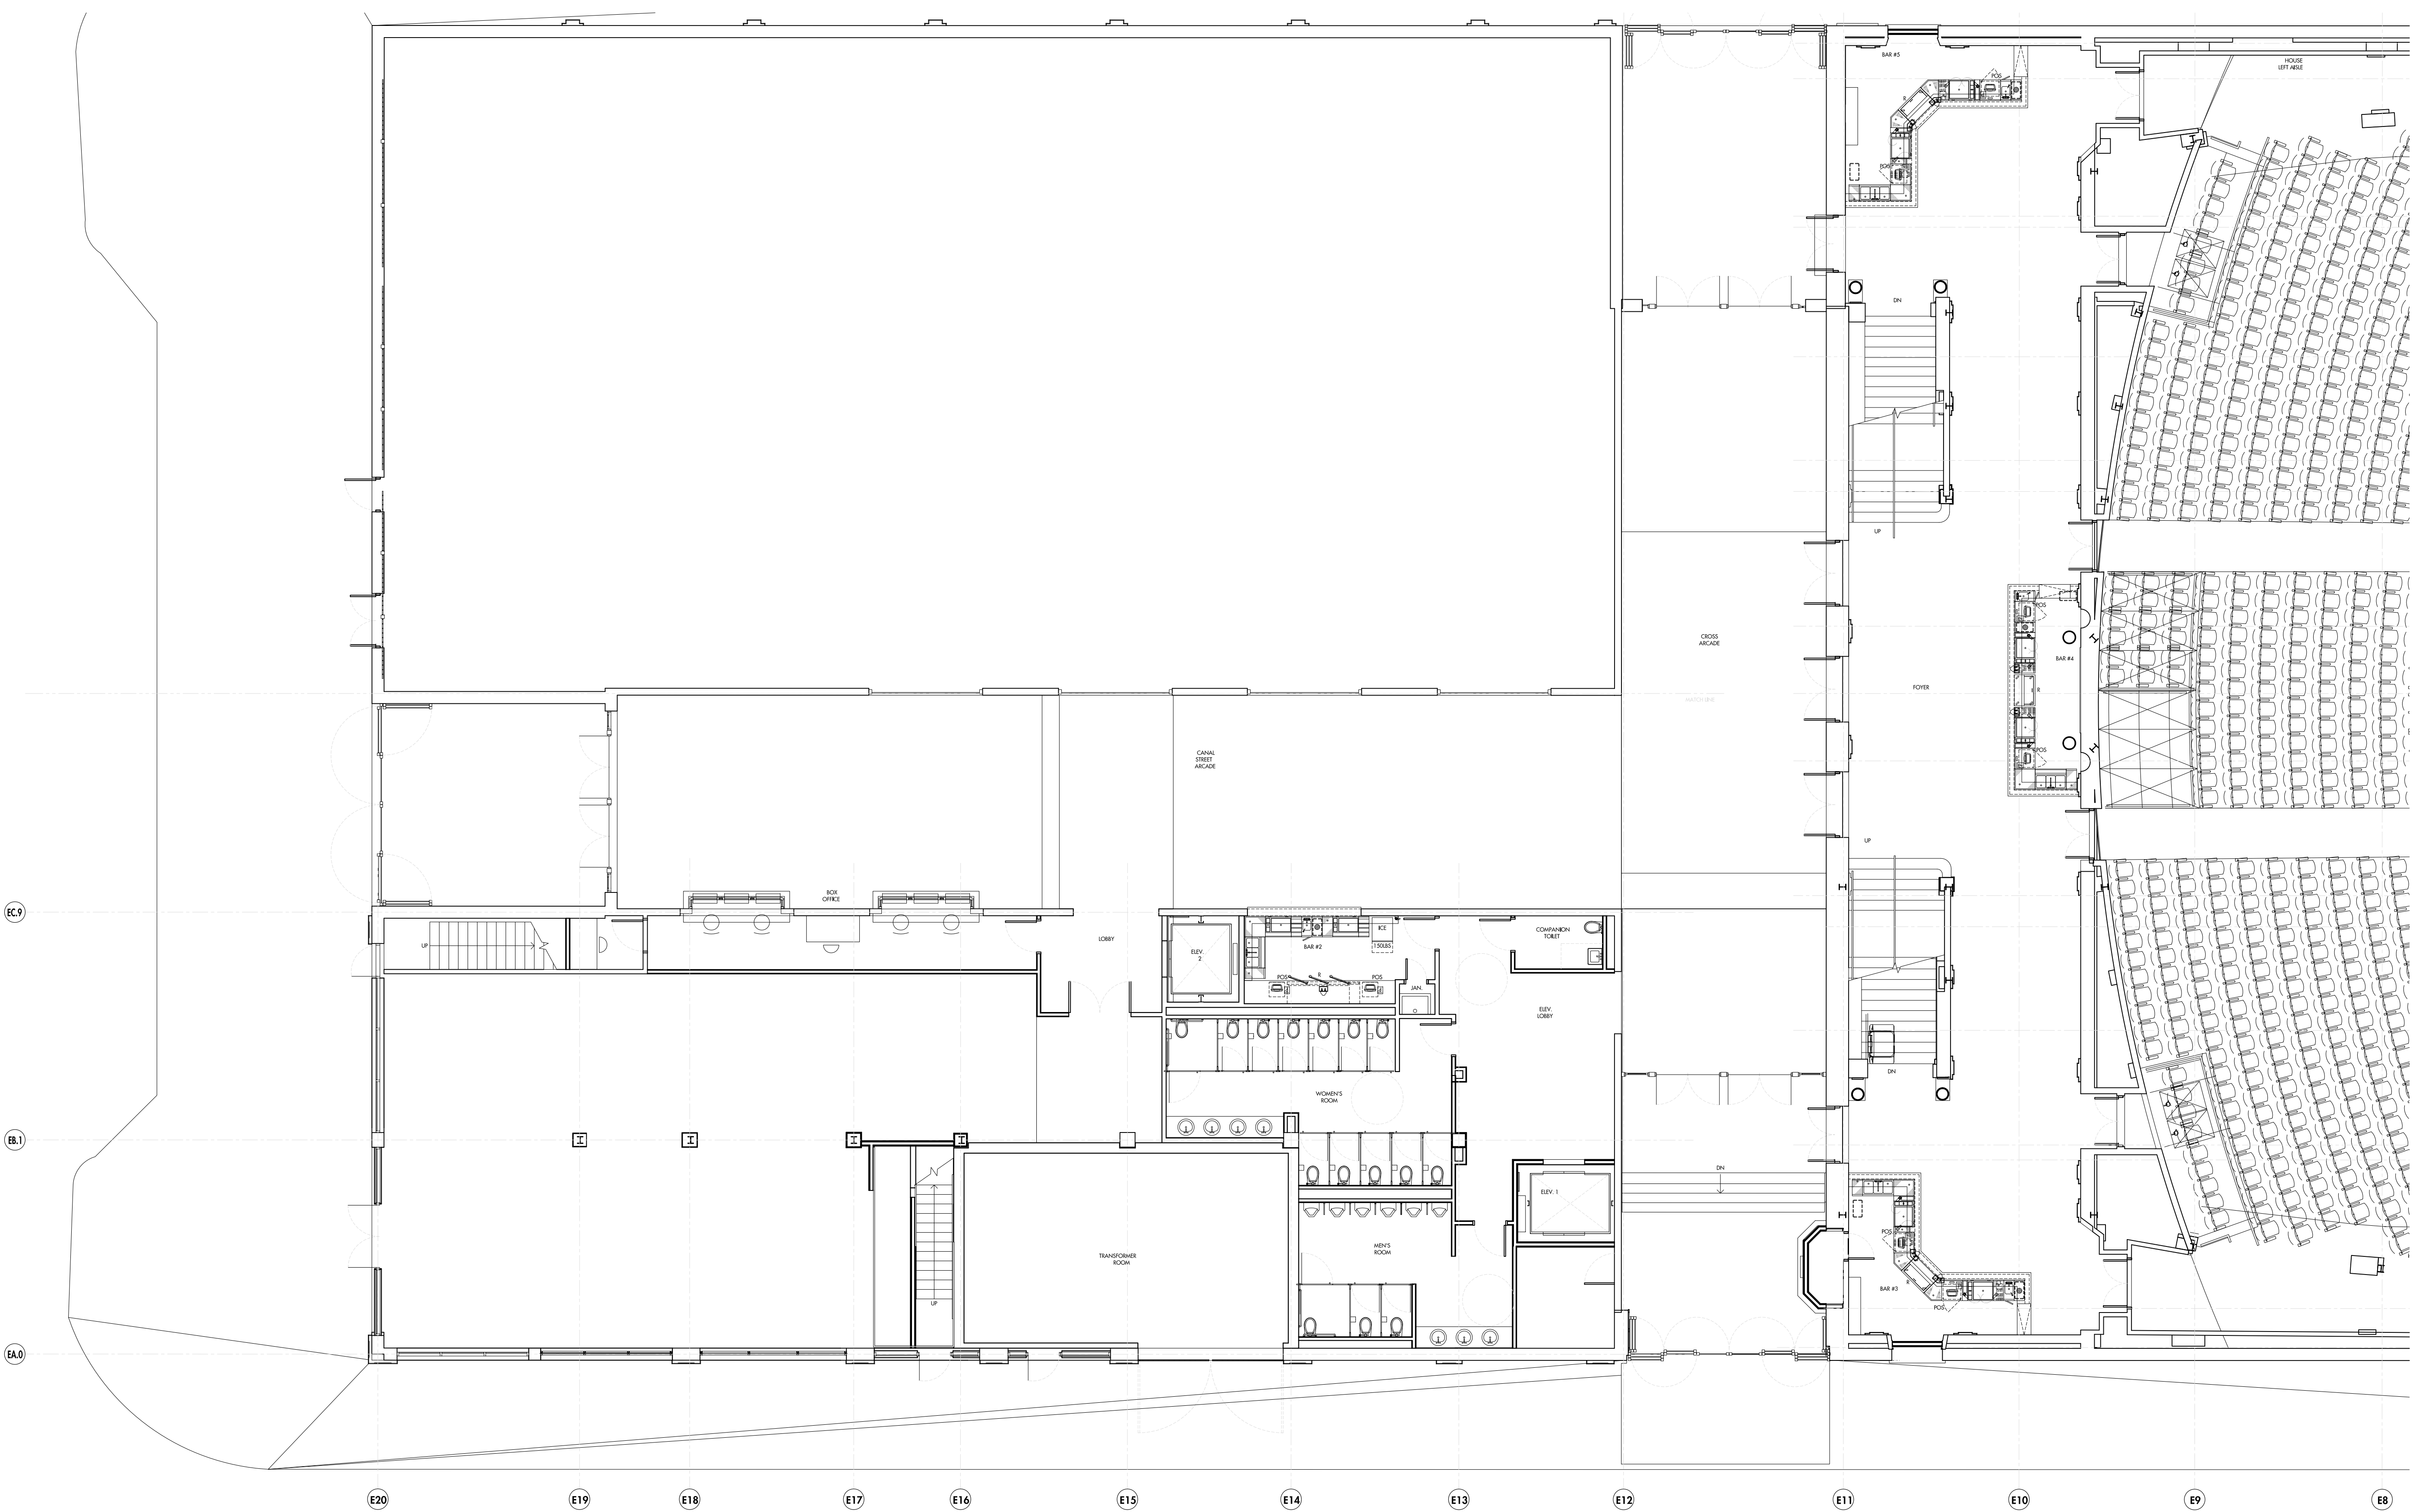 BAR #5
HOUSE
LEFT AISLE
POS
R
POS
DN
UP
POS
CROSS
ARCADE
BAR #4
FOYER
R
MATCH SEW
POS
CANAL
STREET
ARCADE
UP
BOX
OFFICE
EC.9
LOBBY
UP
ELEV.
2
BAR #2
ICE
150LBS
COMPANION
TOILET
POS
R
POS
JAN.
ELEV.
LOBBY
DN
WOMEN'S
ROOM
EB.1
DN
ELEV. 1
POS
MEN'S
ROOM
TRANSFORMER
ROOM
R
BAR #3
UP
POS
EA.0
E20
E19
E18
E17
E16
E15
E14
E13
E12
E11
E10
E9
E8